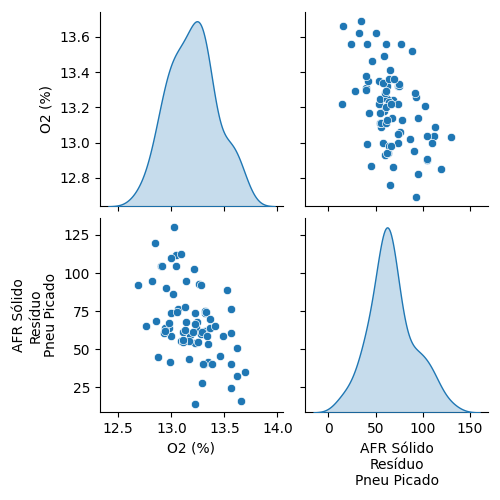 13.6
13.4
13.2
13.0
12.8
O2 (%)
125
100
75
50
25
AFR Sólido
Resíduo
Pneu Picado
12.5
13.0
13.5
14.0
O2 (%)
0
50
100
150
AFR Sólido
Resíduo
Pneu Picado